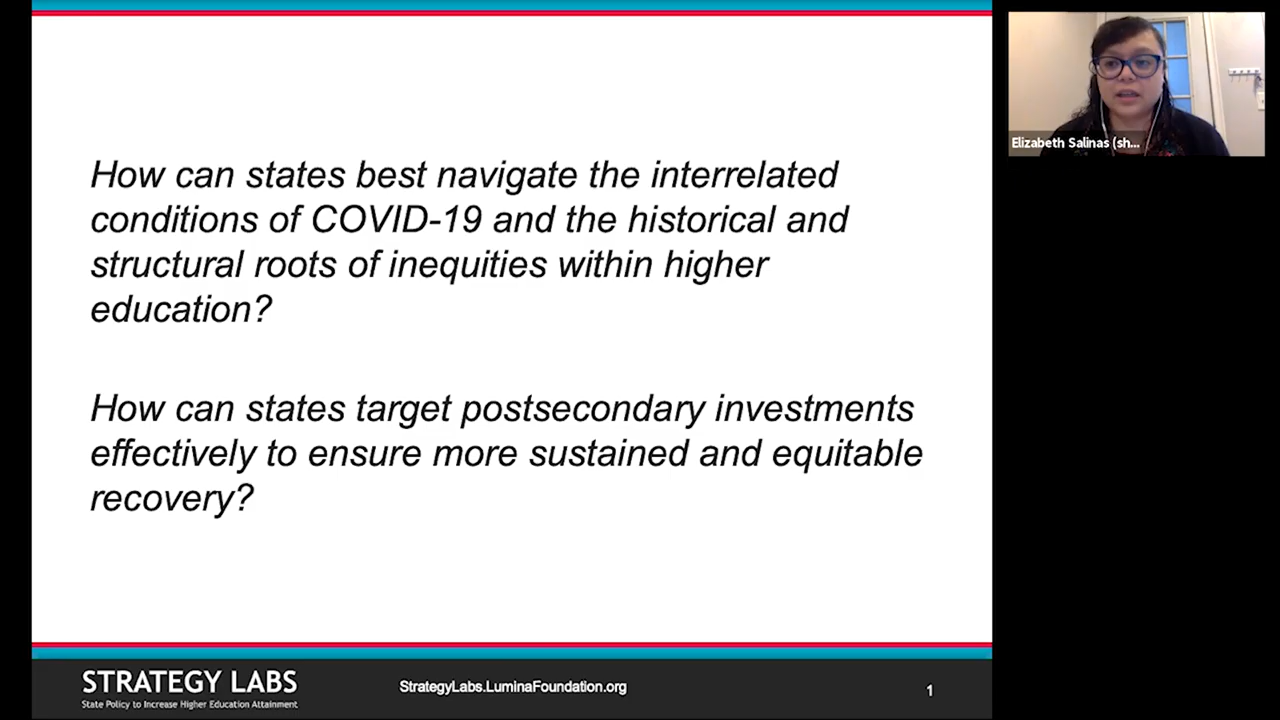 How can states best navigate the interrelated
conditions of COVID-19 and the historical and
structural roots of inequities within higher
education?
How can states target postsecondary investments
effectively to ensure more sustained and equitable
recovery?
STRATEGY LABS
State Policy to Increase Higher Education Attainment
StrategyLabs.LuminaFoundation.org
1
Elizabeth Salinas (sh...